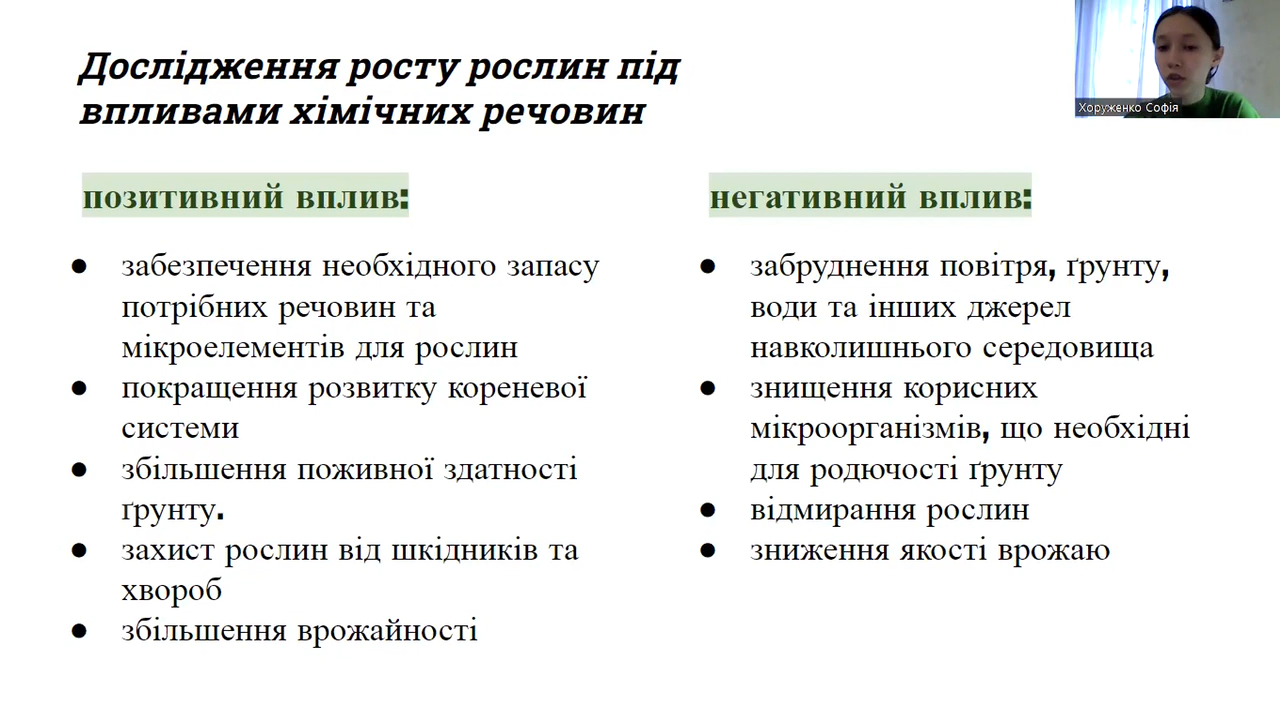 Дослідження росту рослин під
впливами хімічних речовин
Хоруженко Софія
позитивний вплив:
● забезпечення необхідного запасу
потрібних речовин та
мікроелементів для рослин
● покращення розвитку кореневої
системи
● збільшення поживної здатності
ґрунту.
● захист рослин від шкідників та
хвороб
● збільшення врожайності
негативний вплив:
● забруднення повітря, ґрунту,
води та інших джерел
навколишнього середовища
● знищення корисних
мікроорганізмів, що необхідні
для родючості ґрунту
● відмирання рослин
● зниження якості врожаю